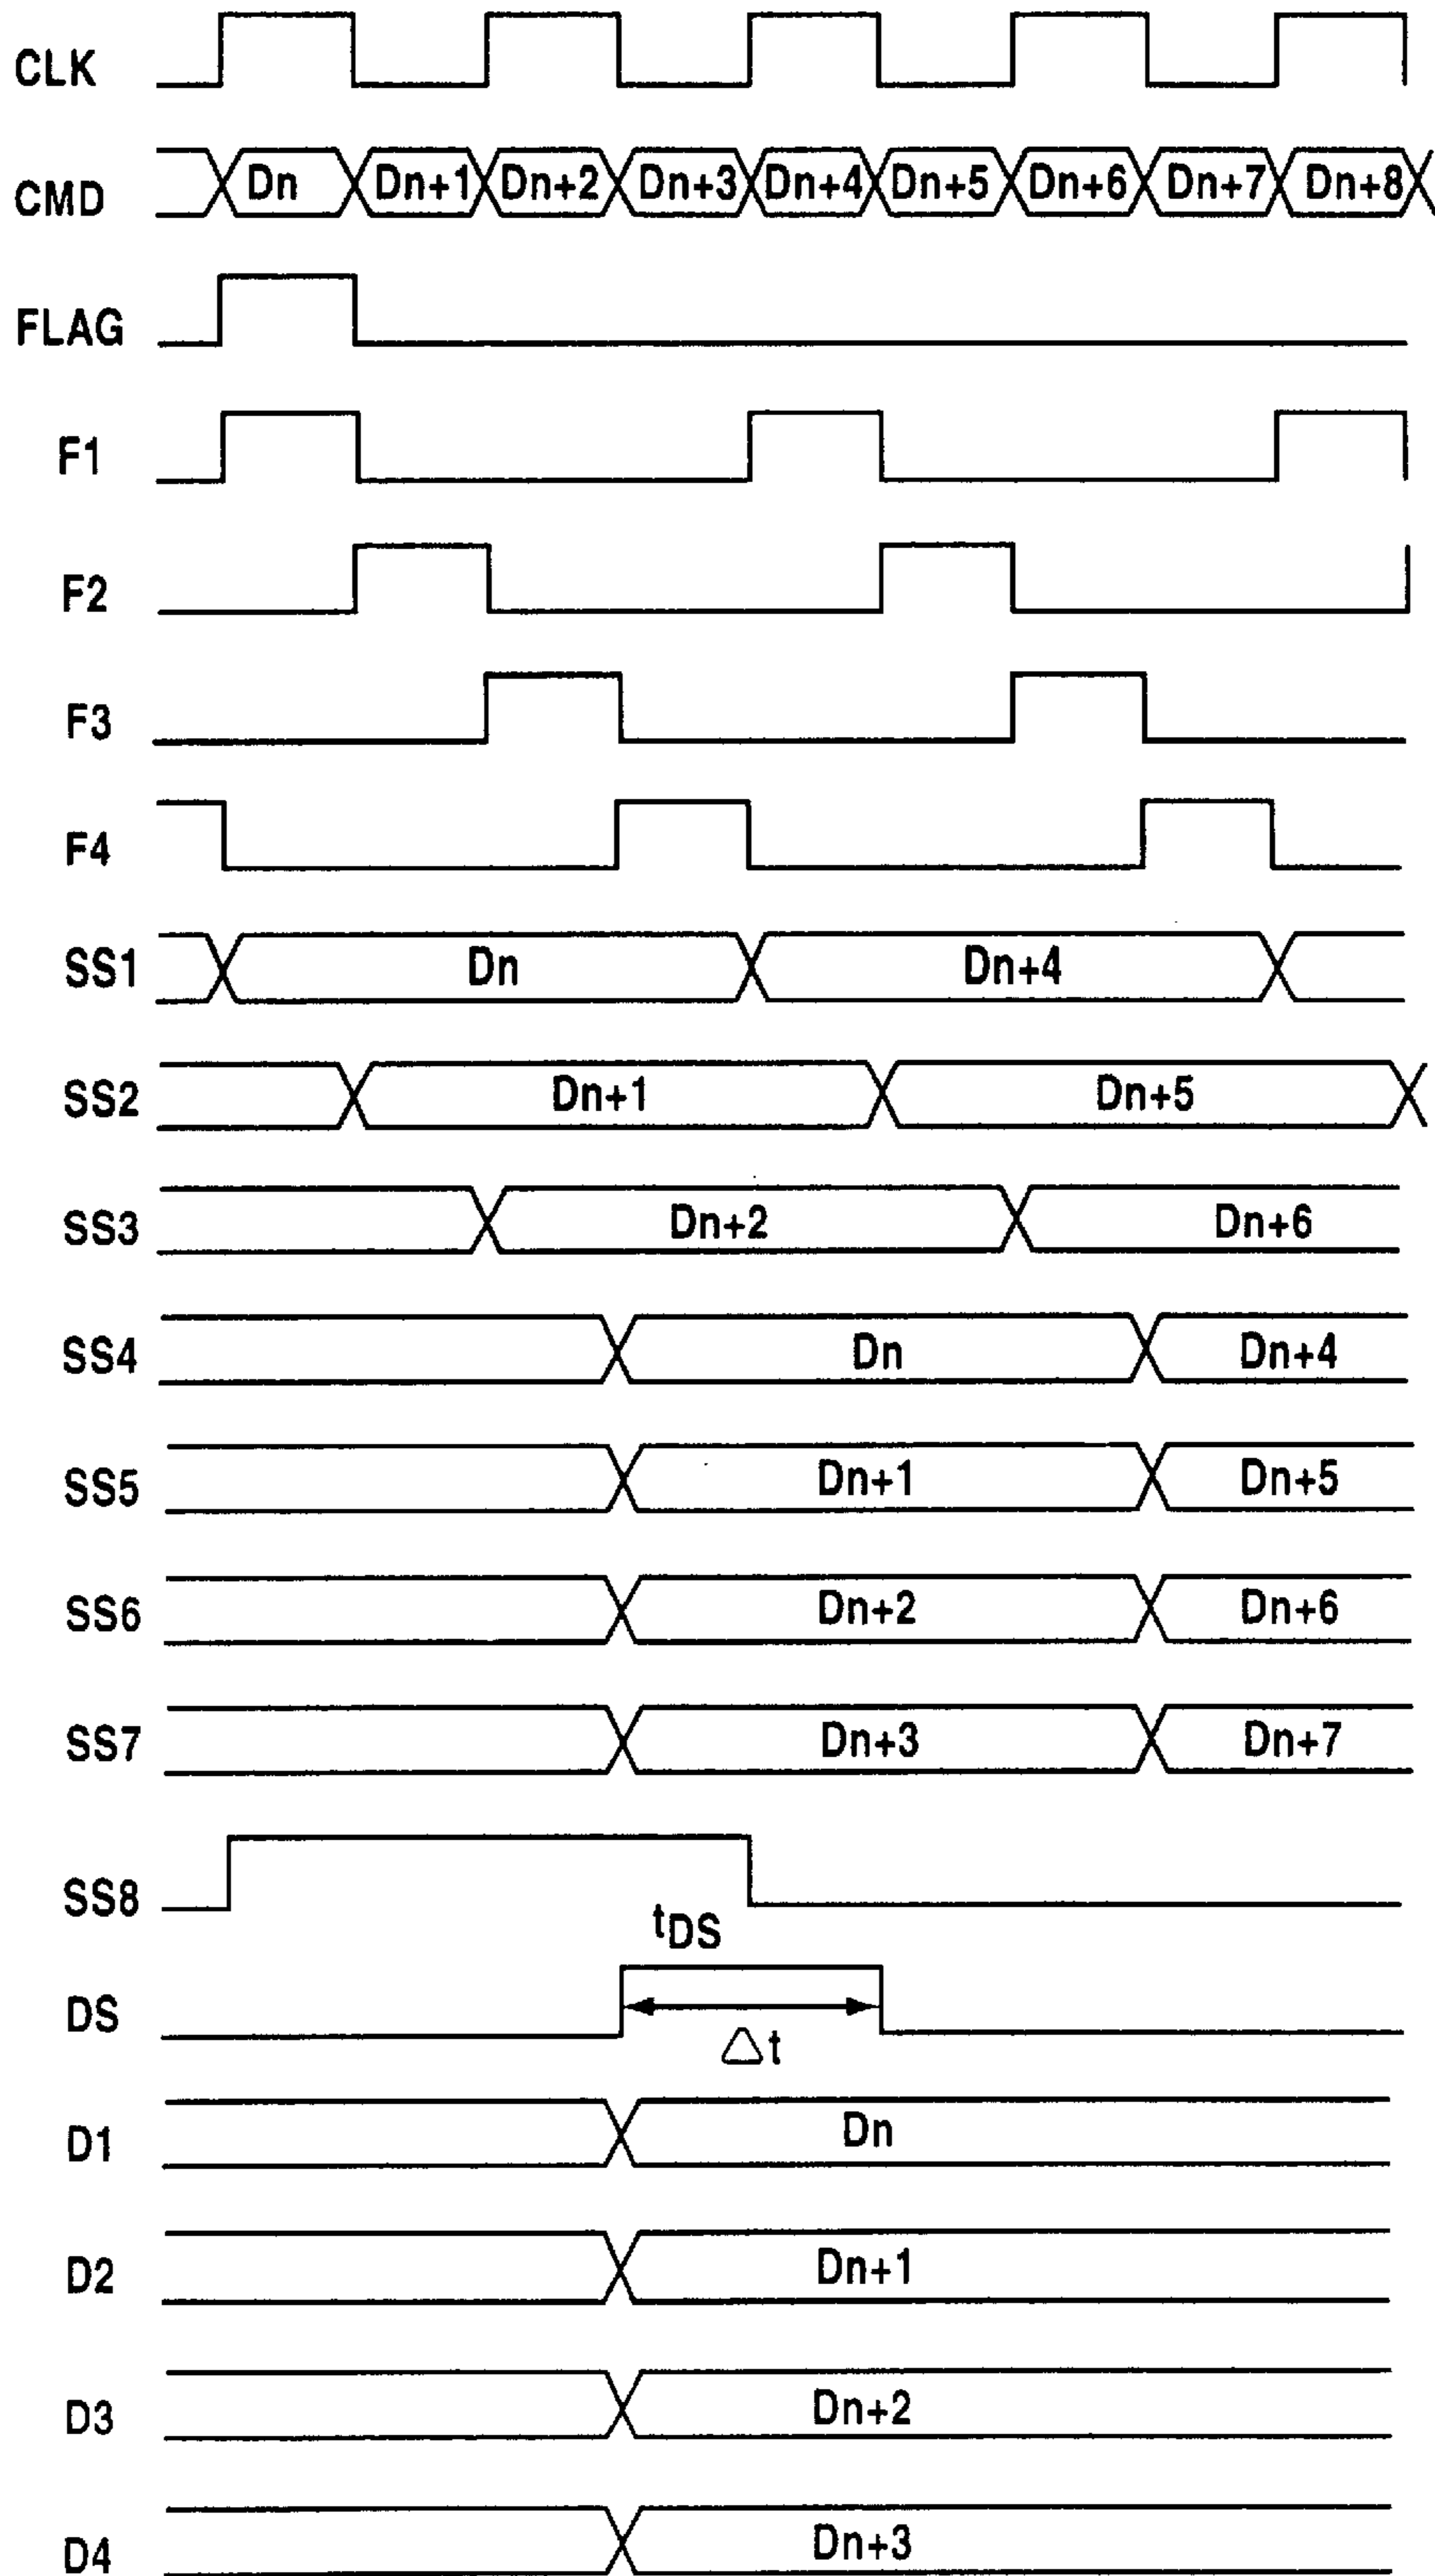 CLK
CMD Dn Dn+1 Dn+2 Dn+3 Dn+4 Dn+5 Dn+6 Dn+7 Dn+8
FLAG
F1
F2
F3
F4
SS1 Dn Dn+4
SS2 Dn+1 Dn+5
SS3 Dn+2 Dn+6
SS4 Dn Dn+4
SS5 Dn+1 Dn+5
SS6 Dn+2 Dn+6
SS7 Dn+3 Dn+7
SS8
tDS
DS
△t
D1 Dn
D2 Dn+1
D3 Dn+2
D4 Dn+3